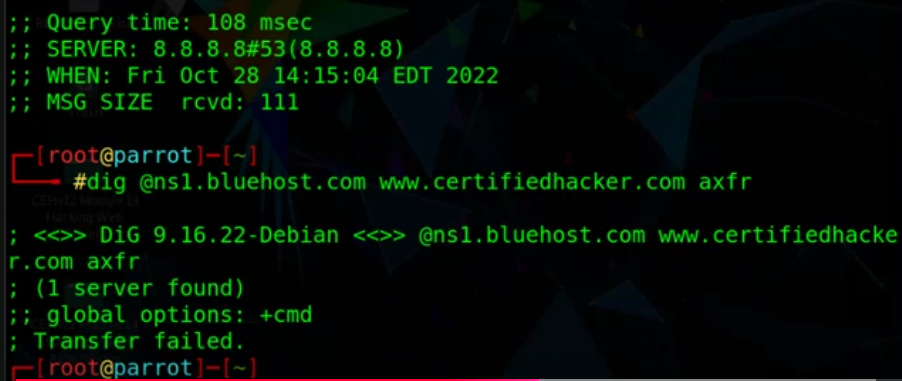 ;; Query time: 108 msec
;; SERVER: 8.8.8.8#53(8.8.8.8)
;; WHEN: Fri Oct 28 14:15:04 EDT 2022
;; MSG SIZE  rcvd: 111
┌─[root@parrot]─[~]
└──╼ #dig @ns1.bluehost.com www.certifiedhacker.com axfr
; <<>> DiG 9.16.22-Debian <<>> @ns1.bluehost.com www.certifiedhacke
r.com axfr
; (1 server found)
;; global options: +cmd
; Transfer failed.
┌─[root@parrot]─[~]